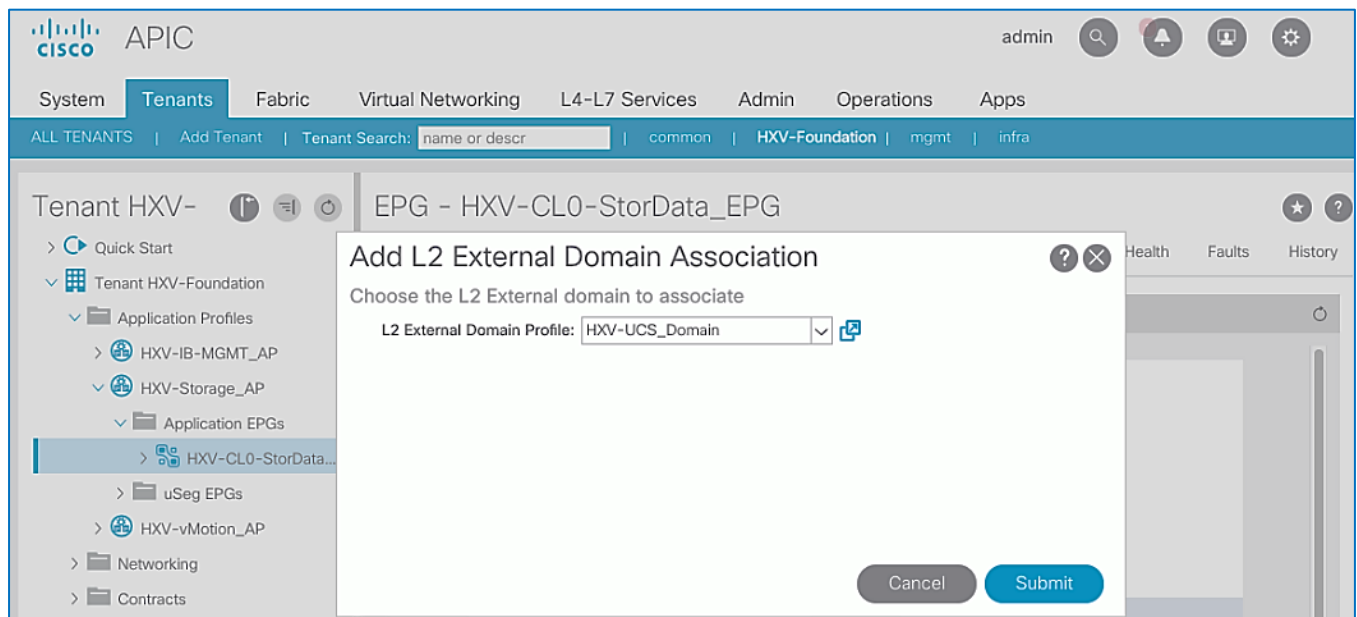 CISCO APIC admin
System Tenants Fabric Virtual Networking L4-L7 Services Admin Operations Apps
ALL TENANTS | Add Tenant | Tenant Search: name or descr | common | HXV-Foundation | mgmt | infra
Tenant HXV-
EPG - HXV-CL0-StorData_EPG
Quick Start
Tenant HXV-Foundation
Application Profiles
HXV-IB-MGMT_AP
HXV-Storage_AP
Application EPGs
HXV-CL0-StorData...
uSeg EPGs
HXV-vMotion_AP
Networking
Contracts
Health Faults History
Add L2 External Domain Association
Choose the L2 External domain to associate
L2 External Domain Profile: HXV-UCS_Domain
Cancel Submit